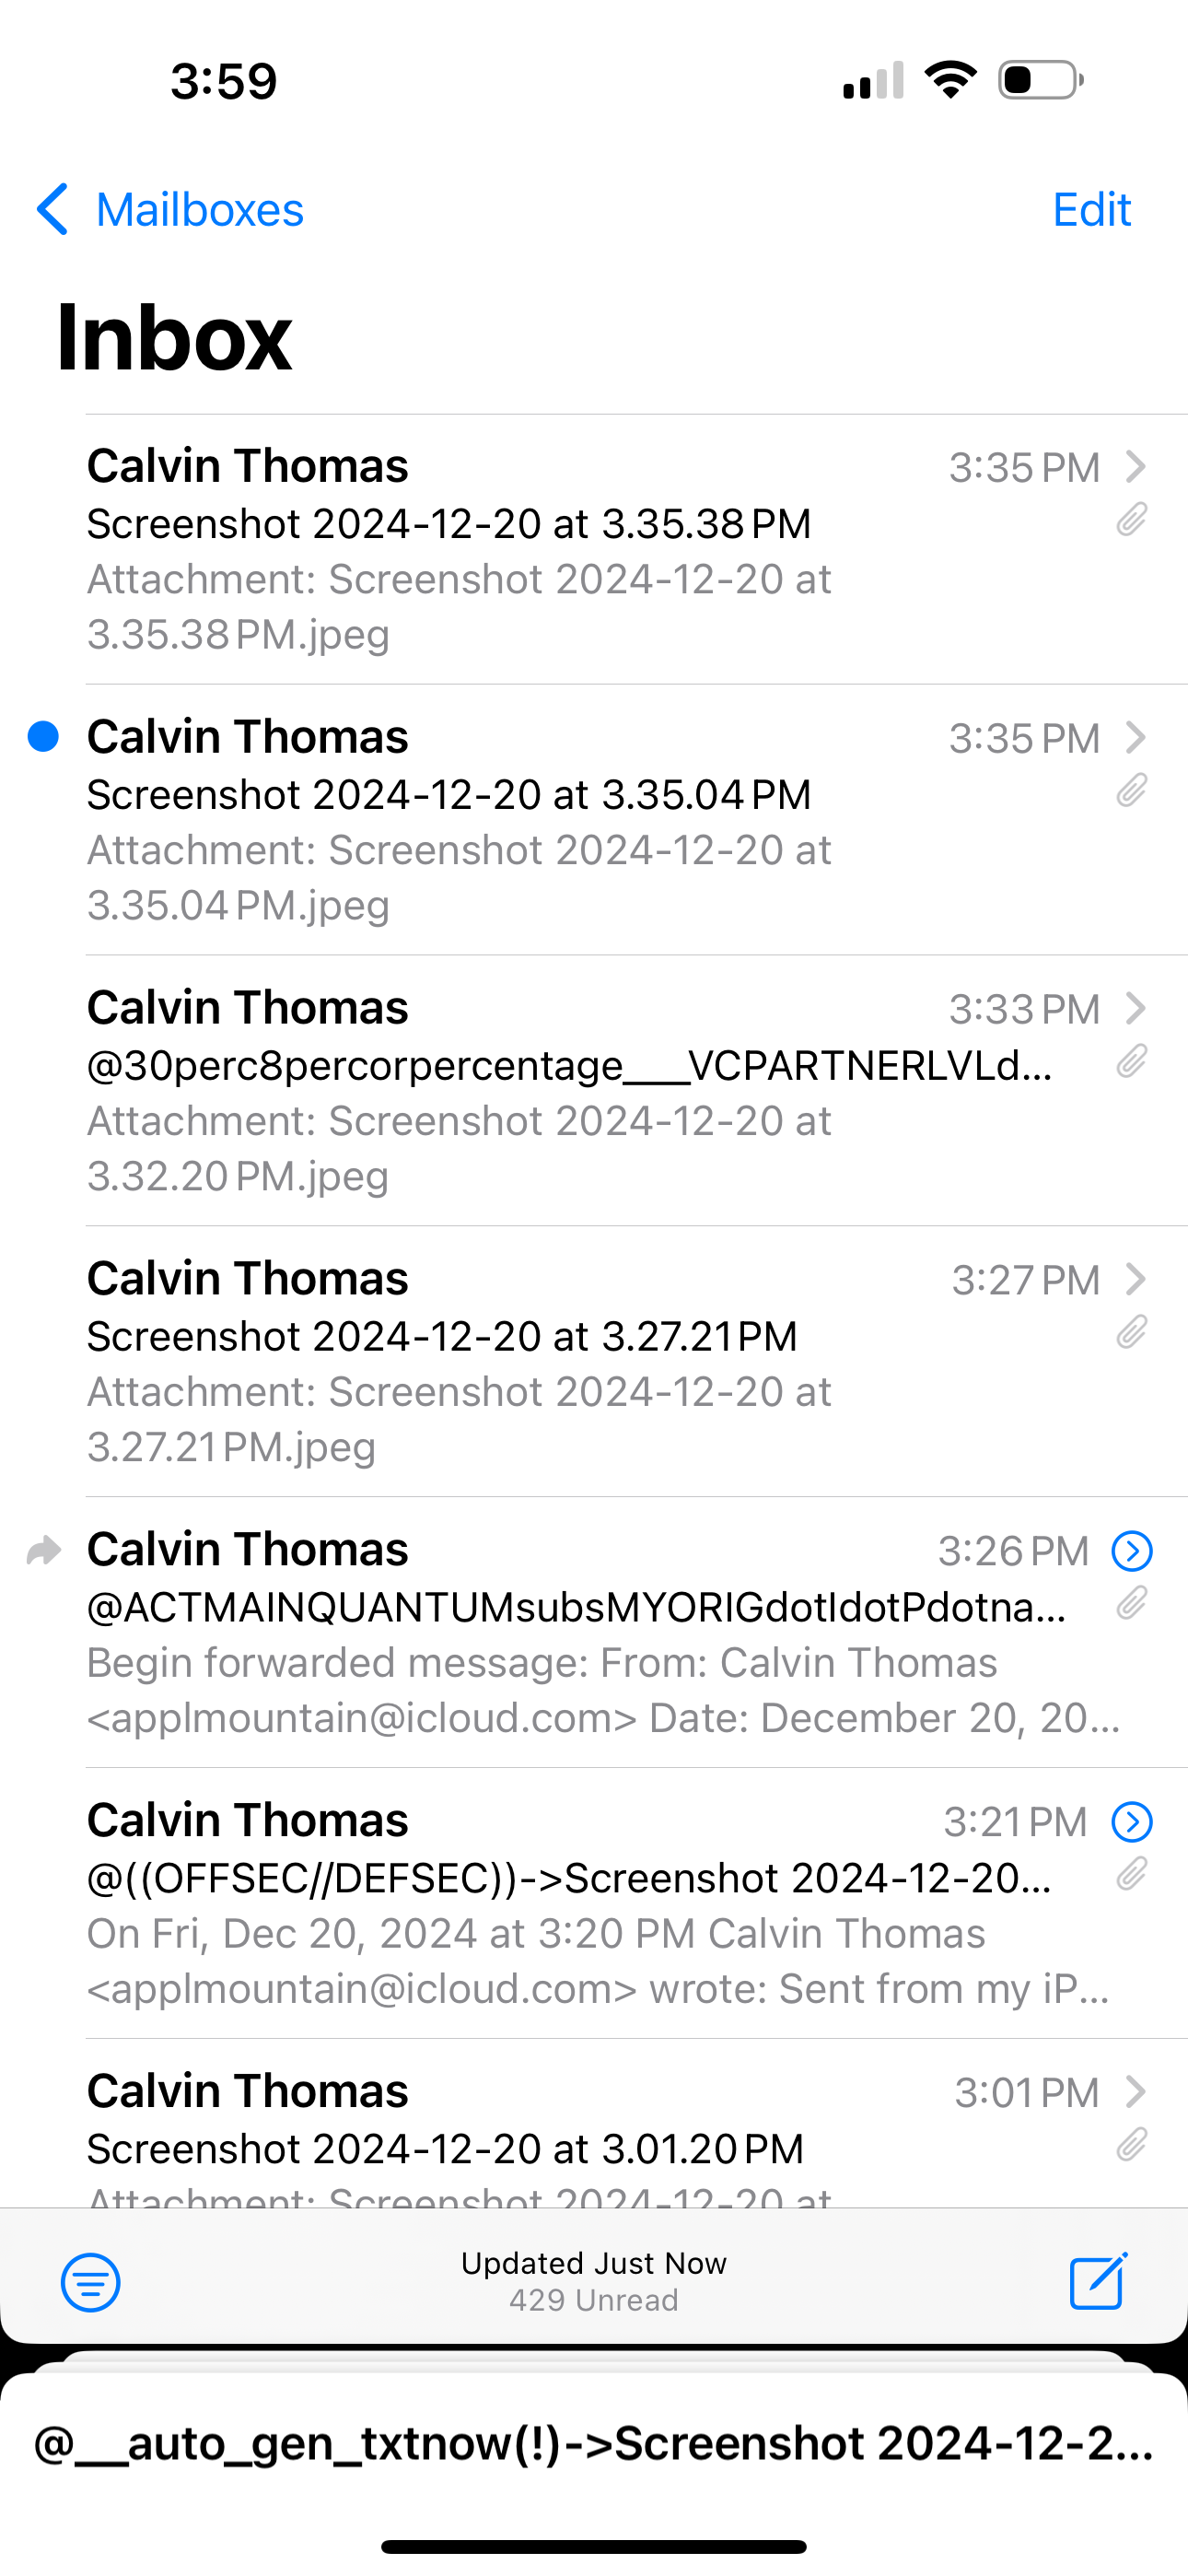 3:59
Mailboxes
Edit
Inbox
Calvin Thomas
3:35 PM
Screenshot 2024-12-20 at 3.35.38 PM
Attachment: Screenshot 2024-12-20 at
3.35.38 PM.jpeg
Calvin Thomas
3:35 PM
Screenshot 2024-12-20 at 3.35.04 PM
Attachment: Screenshot 2024-12-20 at
3.35.04 PM.jpeg
Calvin Thomas
3:33 PM
@30perc8percorpercentage___VCPARTNERLVLd...
Attachment: Screenshot 2024-12-20 at
3.32.20 PM.jpeg
Calvin Thomas
3:27 PM
Screenshot 2024-12-20 at 3.27.21 PM
Attachment: Screenshot 2024-12-20 at
3.27.21 PM.jpeg
Calvin Thomas
3:26 PM
@ACTMAINQUANTUMsubsMYORIGdotIdotPdotna...
Begin forwarded message: From: Calvin Thomas
<applmountain@icloud.com> Date: December 20, 20...
Calvin Thomas
3:21 PM
@((OFFSEC//DEFSEC))->Screenshot 2024-12-20...
On Fri, Dec 20, 2024 at 3:20 PM Calvin Thomas
<applmountain@icloud.com> wrote: Sent from my iP...
Calvin Thomas
3:01 PM
Screenshot 2024-12-20 at 3.01.20 PM
Attachment: Screenshot 2024-12-20 at
Updated Just Now
429 Unread
@__auto_gen_txtnow(!)->Screenshot 2024-12-2...